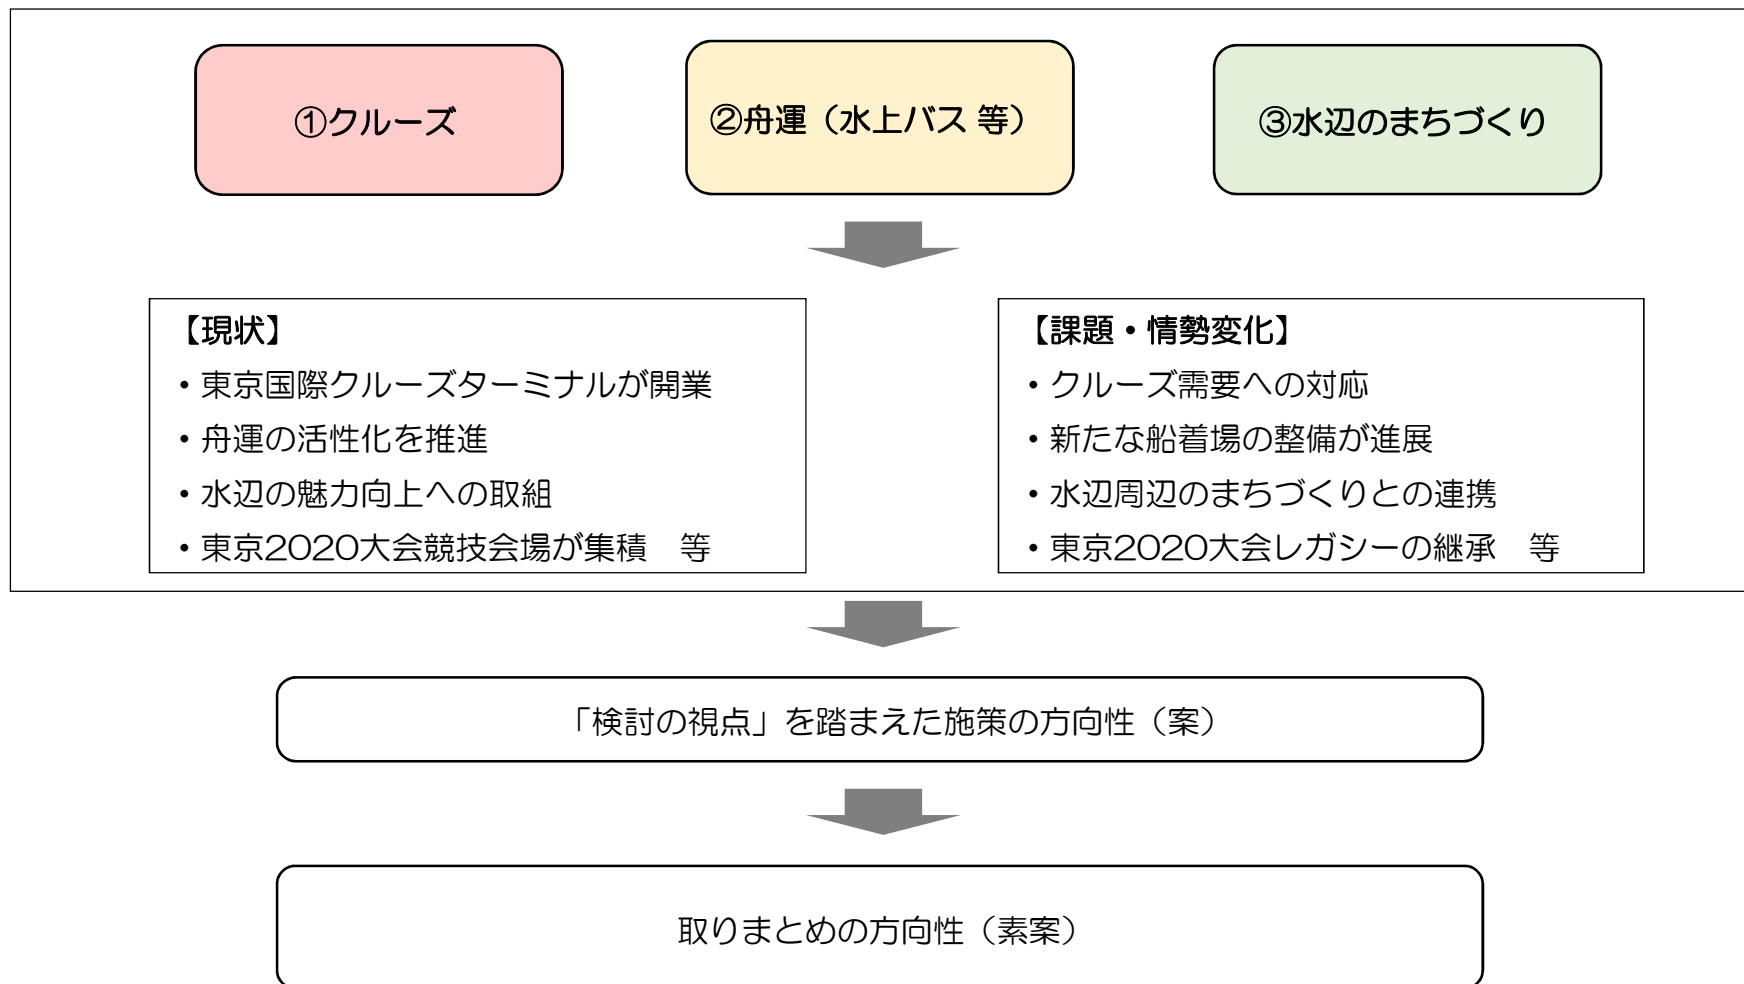 ①クルーズ
②舟運（水上バス 等）
③水辺のまちづくり
【現状】
・東京国際クルーズターミナルが開業
・舟運の活性化を推進
・水辺の魅力向上への取組
・東京2020大会競技会場が集積　等
【課題・情勢変化】
・クルーズ需要への対応
・新たな船着場の整備が進展
・水辺周辺のまちづくりとの連携
・東京2020大会レガシーの継承　等
「検討の視点」を踏まえた施策の方向性（案）
取りまとめの方向性（素案）